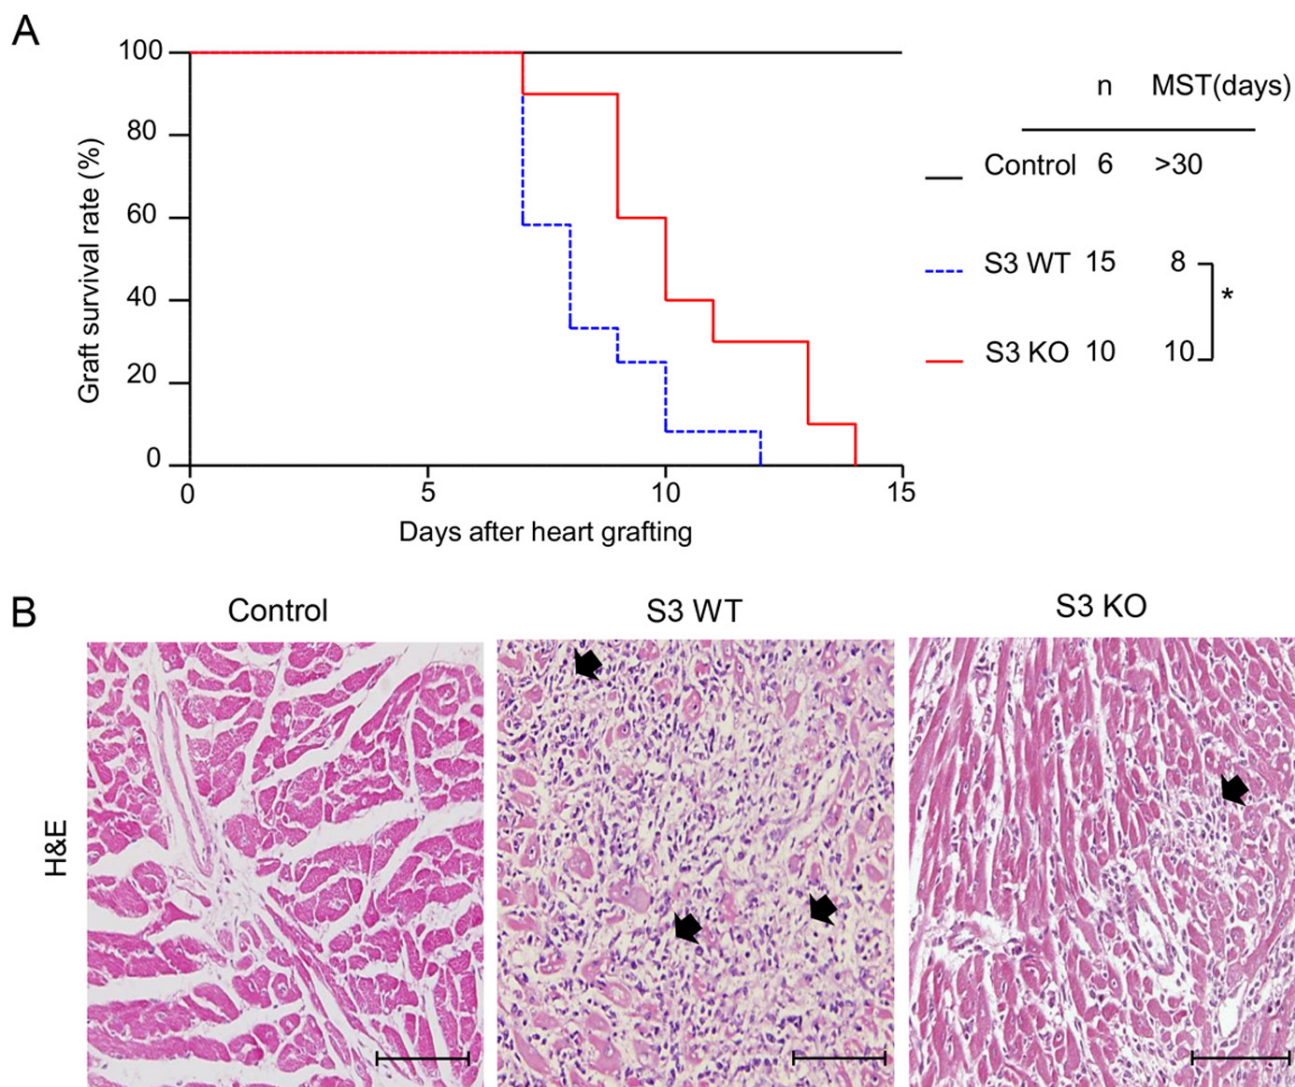 A
100
80
60
40
20
0
Graft survival rate (%)
0 5 10 15
Days after heart grafting
n MST(days)
Control 6 >30
S3 WT 15 8
*
S3 KO 10 10
B
Control S3 WT S3 KO
H&E